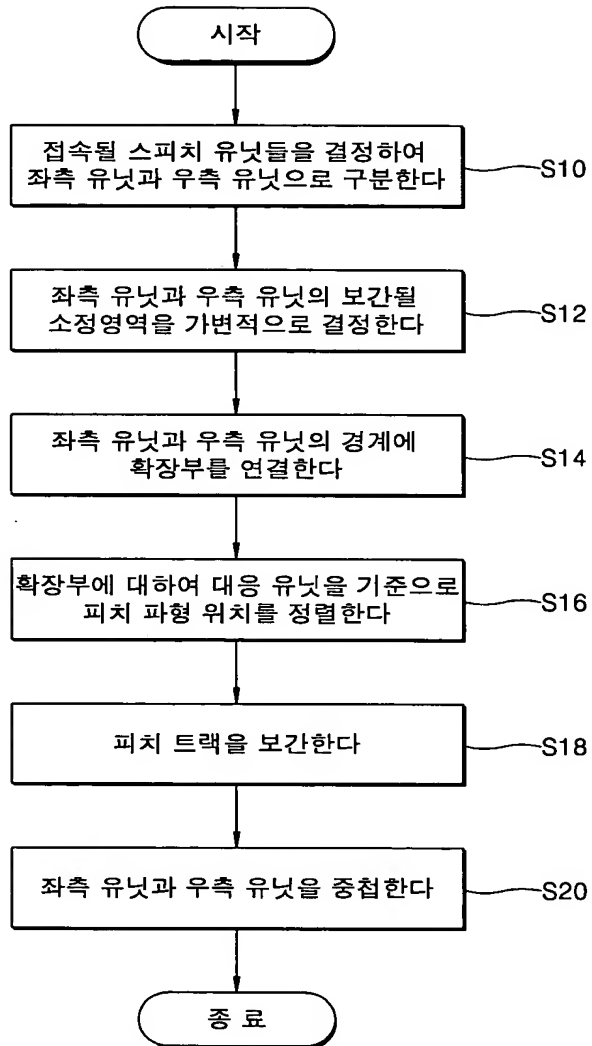 시작
접속될 스피치 유닛들을 결정하여
좌측 유닛과 우측 유닛으로 구분한다
S10
좌측 유닛과 우측 유닛의 보간될
소정영역을 가변적으로 결정한다
S12
좌측 유닛과 우측 유닛의 경계에
확장부를 연결한다
S14
확장부에 대하여 대응 유닛을 기준으로
피치 파형 위치를 정렬한다
S16
피치 트랙을 보간한다
S18
좌측 유닛과 우측 유닛을 중첩한다
S20
종 료